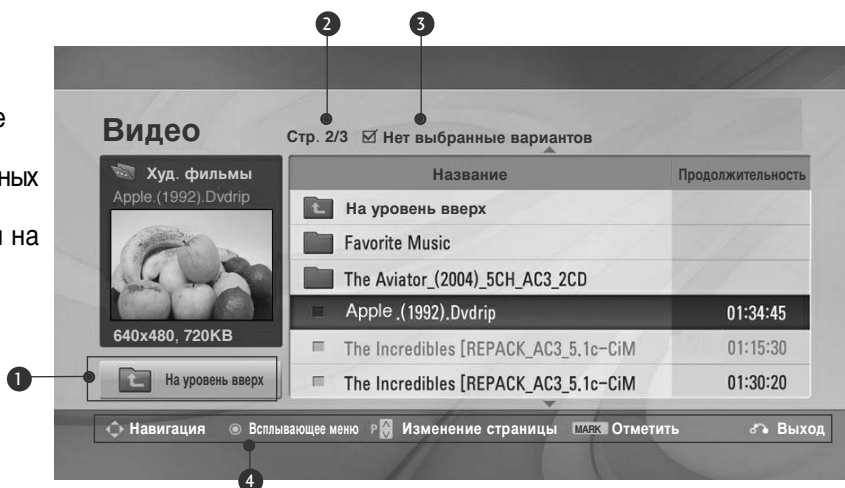 2 3
е
ных
на
Видео
Стр. 2/3 Нет выбранные вариантов
Худ. фильмы
Apple.(1992).Dvdrip
640x480, 720KB
1
На уровень вверх
Название Продолжительность
На уровень вверх
Favorite Music
The Aviator_(2004)_5CH_AC3_2CD
Apple .(1992).Dvdrip 01:34:45
The Incredibles [REPACK_AC3_5.1c-CiM 01:15:30
The Incredibles [REPACK_AC3_5.1c-CiM 01:30:20
Навигация Всплывающее меню P Изменение страницы MARK Отметить Выход
4